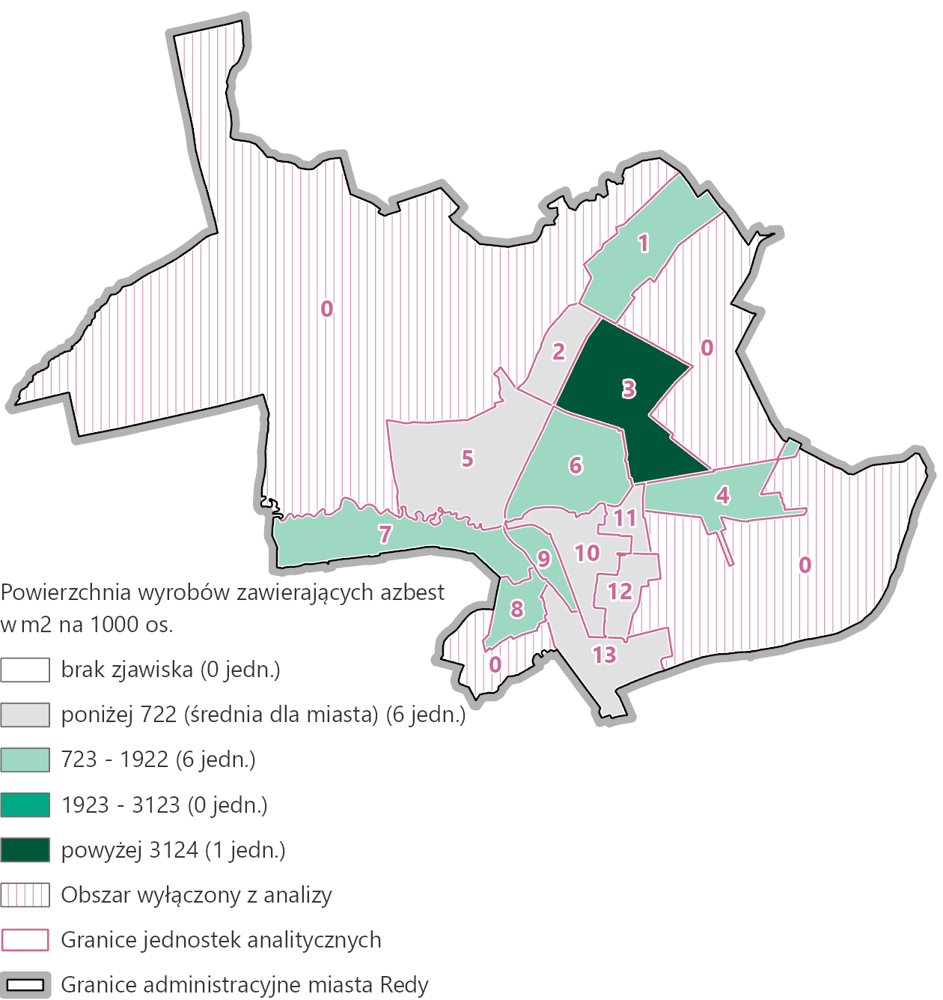 1
0
2
0
3
5
6
4
11
7
9
10
0
12
8
13
0
Powierzchnia wyrobów zawierających azbest
w m2 na 1000 os.
brak zjawiska (0 jedn.)
poniżej 722 (średnia dla miasta) (6 jedn.)
723 - 1922 (6 jedn.)
1923 - 3123 (0 jedn.)
powyżej 3124 (1 jedn.)
Obszar wyłączony z analizy
Granice jednostek analitycznych
Granice administracyjne miasta Redy